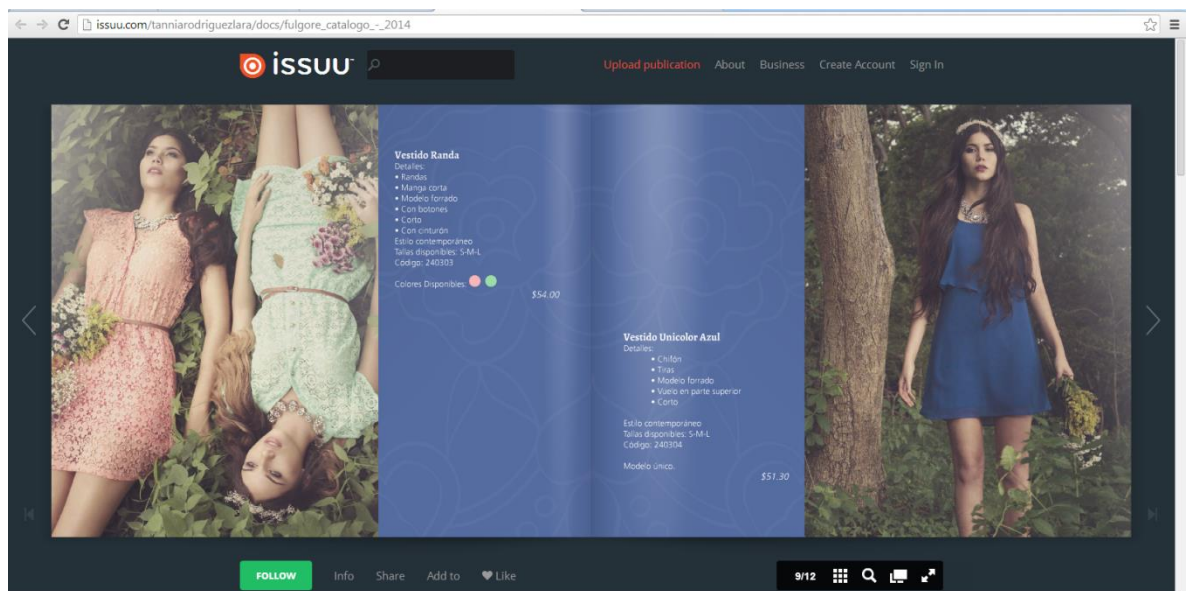 issuu.com/tanniarodriguezlara/docs/fulgore_catalogo_-_2014
issuu
Upload publication About Business Create Account Sign In
Vestido Randa
Detalles:
• Randas
• Manga corta
• Modelo forrado
• Con botones
• Corto
• Con cinturón
Estilo contemporáneo
Tallas disponibles: S-M-L
Código: 240303
Colores Disponibles:
$54.00
Vestido Unicolor Azul
Detalles:
• Chifón
• Tiras
• Modelo forrado
• Vuelo en parte superior
• Corto
Estilo contemporáneo
Tallas disponibles: S-M-L
Código: 240304
Modelo único.
$51.30
FOLLOW Info Share Add to Like
9/12